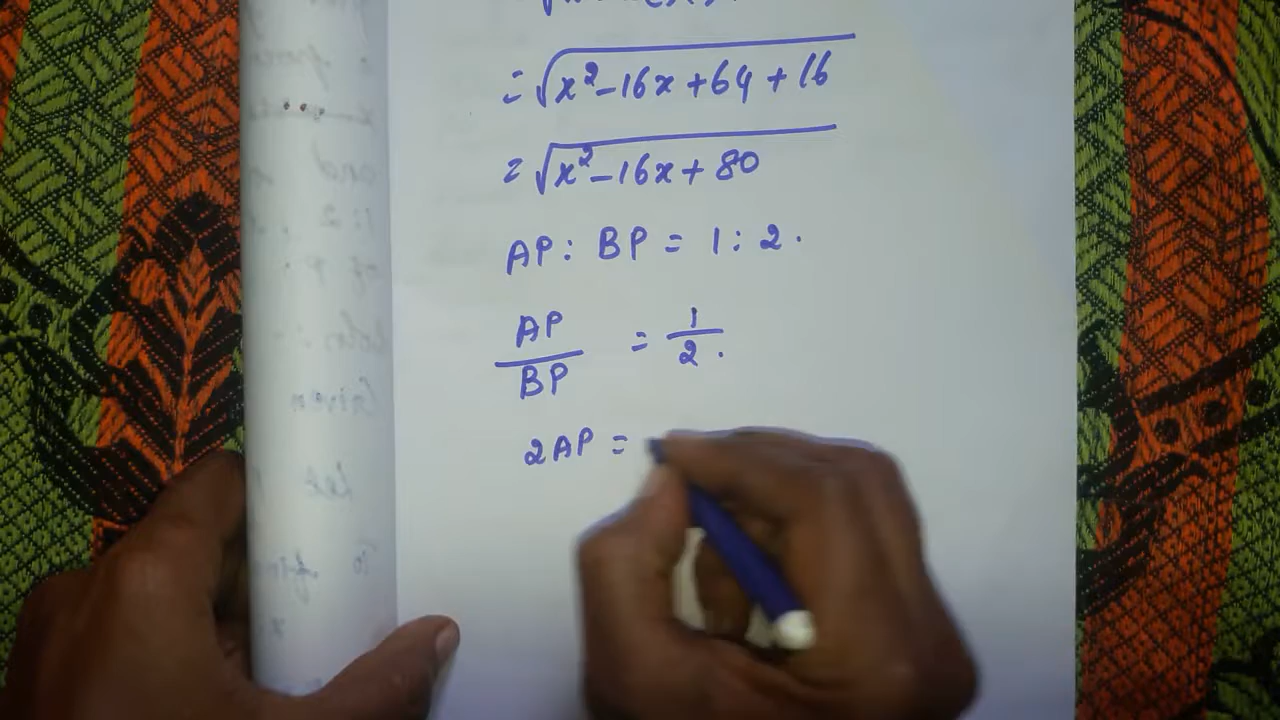 = √x²-16x+64+16
= √x²-16x+80
AP: BP = 1:2.
AP/BP = 1/2.
2AP =